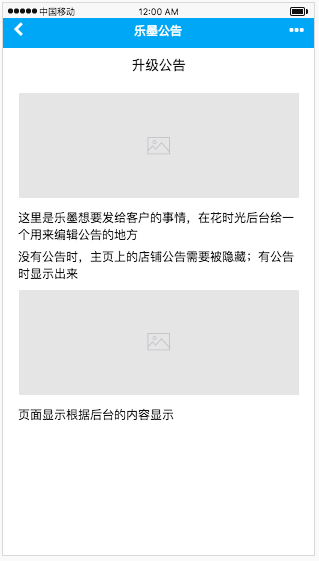 中国移动 12:00 AM
乐墨公告
升级公告
这里是乐墨想要发给客户的事情，在花时光后台给一
个用来编辑公告的地方
没有公告时，主页上的店铺公告需要被隐藏；有公告
时显示出来
页面显示根据后台的内容显示